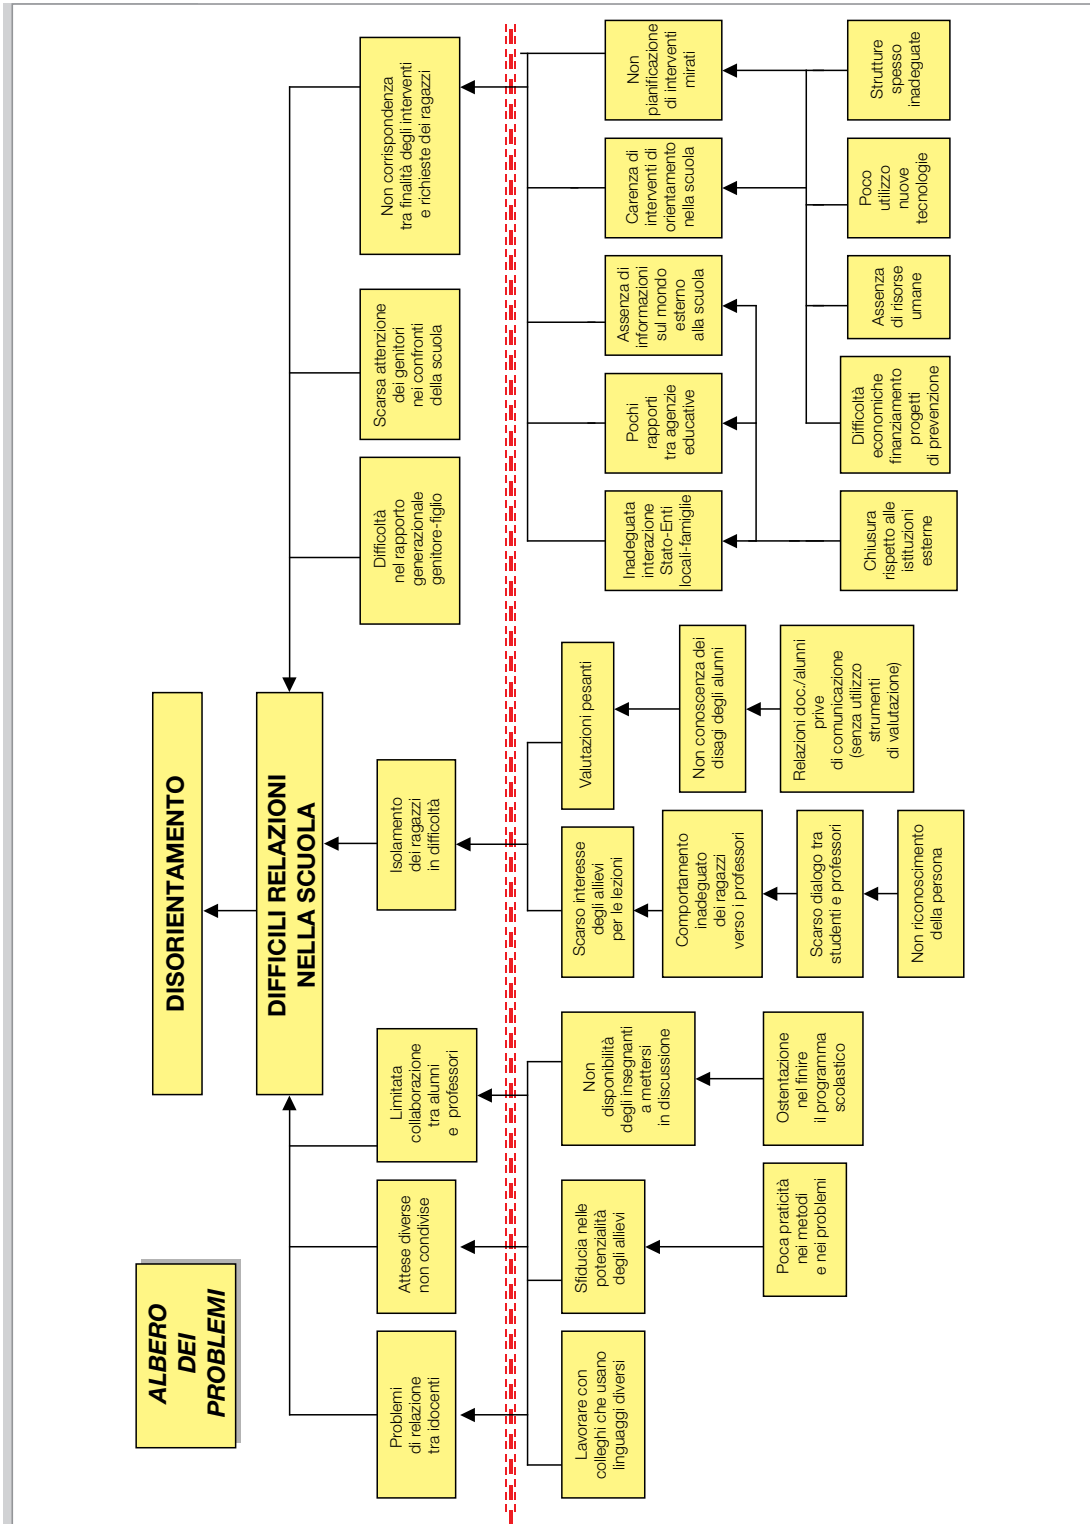 ALBERO
DEI
PROBLEMI
DISORIENTAMENTO
DIFFICILI RELAZIONI
NELLA SCUOLA
Problemi
di relazione
tra idocenti
Attese diverse
non condivise
Limitata
collaborazione
tra alunni
e professori
Isolamento
dei ragazzi
in difficoltà
Difficoltà
nel rapporto
generazionale
genitore-figlio
Scarsa attenzione
dei genitori
nei confronti
della scuola
Non corrispondenza
tra finalità degli interventi
e richieste dei ragazzi
Lavorare con
colleghi che usano
linguaggi diversi
Sfiducia nelle
potenzialità
degli allievi
Non
disponibilità
degli insegnanti
a mettersi
in discussione
Scarso interesse
degli allievi
per le lezioni
Valutazioni pesanti
Inadeguata
interazione
Stato-Enti
locali-famiglie
Pochi
rapporti
tra agenzie
educative
Assenza di
informazioni
sul mondo
esterno
alla scuola
Carenza di
interventi di
orientamento
nella scuola
Non
pianificazione
di interventi
mirati
Poca praticità
nei metodi
e nei problemi
Ostentazione
nel finire
il programma
scolastico
Comportamento
inadeguato
dei ragazzi
verso i professori
Scarso dialogo tra
studenti e professori
Non riconoscimento
della persona
Non conoscenza dei
disagi degli alunni
Relazioni doc./alunni
prive
di comunicazione
(senza utilizzo
strumenti
di valutazione)
Chiusura
rispetto alle
istituzioni
esterne
Difficoltà
economiche
finanziamento
progetti
di prevenzione
Assenza
di risorse
umane
Poco
utilizzo
nuove
tecnologie
Strutture
spesso
inadeguate